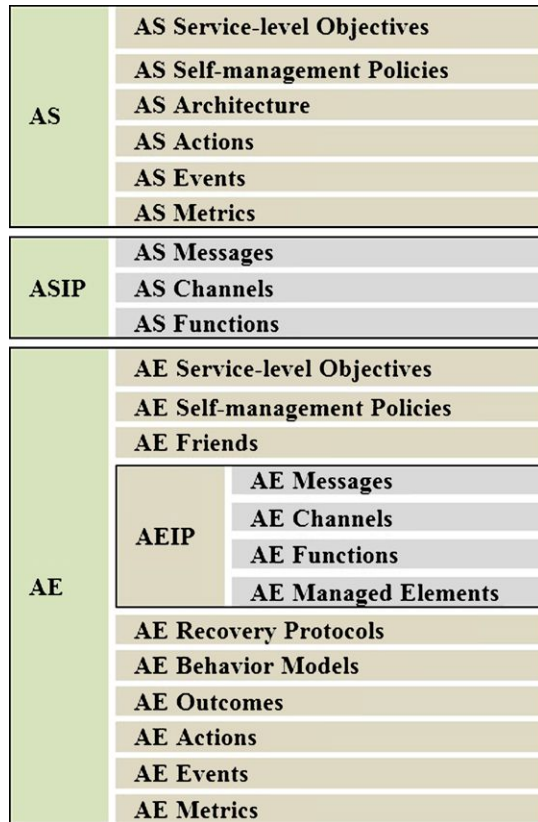 AS
AS Service-level Objectives
AS Self-management Policies
AS Architecture
AS Actions
AS Events
AS Metrics
ASIP
AS Messages
AS Channels
AS Functions
AE
AE Service-level Objectives
AE Self-management Policies
AE Friends
AEIP
AE Messages
AE Channels
AE Functions
AE Managed Elements
AE Recovery Protocols
AE Behavior Models
AE Outcomes
AE Actions
AE Events
AE Metrics